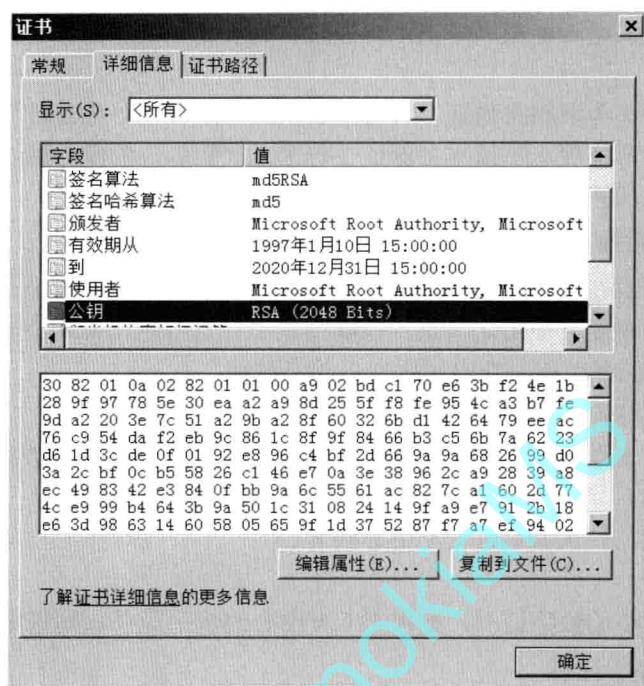 证书
常规 详细信息 证书路径
显示(S): <所有>
字段 值
签名算法 md5RSA
签名哈希算法 md5
颁发者 Microsoft Root Authority, Microsoft
有效期从 1997年1月10日 15:00:00
到 2020年12月31日 15:00:00
使用者 Microsoft Root Authority, Microsoft
公钥 RSA (2048 Bits)
30 82 01 0a 02 82 01 01 00 a9 02 bd c1 70 e6 3b f2 4e 1b
28 9f 97 78 5e 30 ea a2 a9 8d 25 5f f8 fe 95 4c a3 b7 fe
9d a2 20 3e 7c 51 a2 9b a2 8f 60 32 6b d1 42 64 79 ee ac
76 c9 54 da f2 eb 9c 86 1c 8f 9f 84 66 b3 c5 6b 7a 62 23
d6 1d 3c de 0f 01 92 e8 96 c4 bf 2d 66 9a 9a 68 26 99 d0
3a 2c bf 0c b5 58 26 c1 46 e7 0a 3e 38 96 2c a9 28 39 a8
ec 49 83 42 e3 84 0f bb 9a 6c 55 61 ac 82 7c a1 60 2d 77
4c e9 99 b4 64 3b 9a 50 1c 31 08 24 14 9f a9 e7 91 2b 18
e6 3d 98 63 14 60 58 05 65 9f 1d 37 52 87 f7 a7 ef 94 02
编辑属性(E)... 复制到文件(C)...
了解证书详细信息的更多信息
确定
nokiaMS